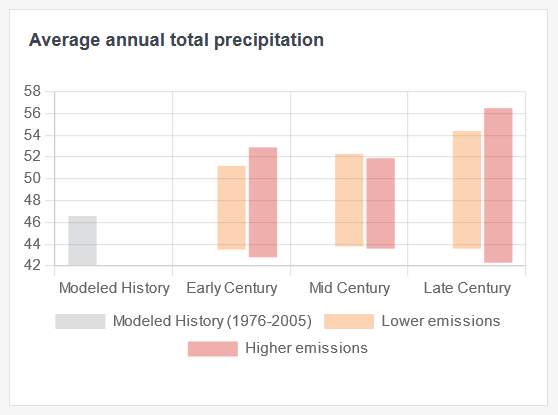 Average annual total precipitation
58
56
54
52
50
48
46
44
42
Modeled History Early Century Mid Century Late Century
Modeled History (1976-2005) Lower emissions
Higher emissions